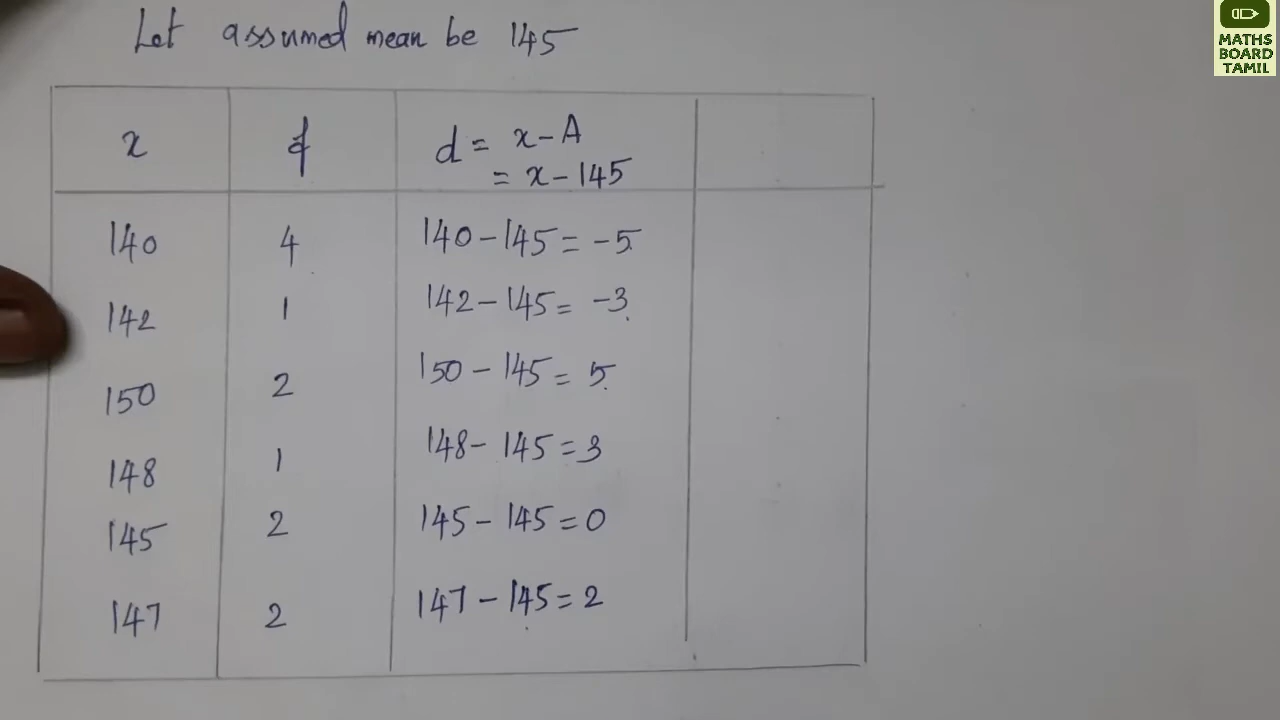 Let assumed mean be 145
MATHS
BOARD
TAMIL
x f d = x - A
= x - 145
140 4 140 - 145 = -5
142 1 142 - 145 = -3
150 2 150 - 145 = 5
148 1 148 - 145 = 3
145 2 145 - 145 = 0
147 2 147 - 145 = 2